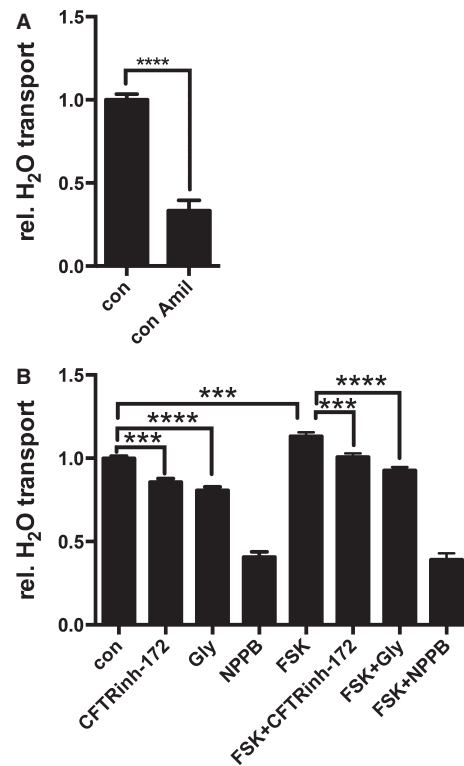 A
rel. H2O transport
1.5
1.0
0.5
0.0
****
con
con Amil
B
rel. H2O transport
1.5
1.0
0.5
0.0
***
****
***
****
***
con
CFTRinh-172
Gly
NPPB
FSK
FSK+CFTRinh-172
FSK+Gly
FSK+NPPB